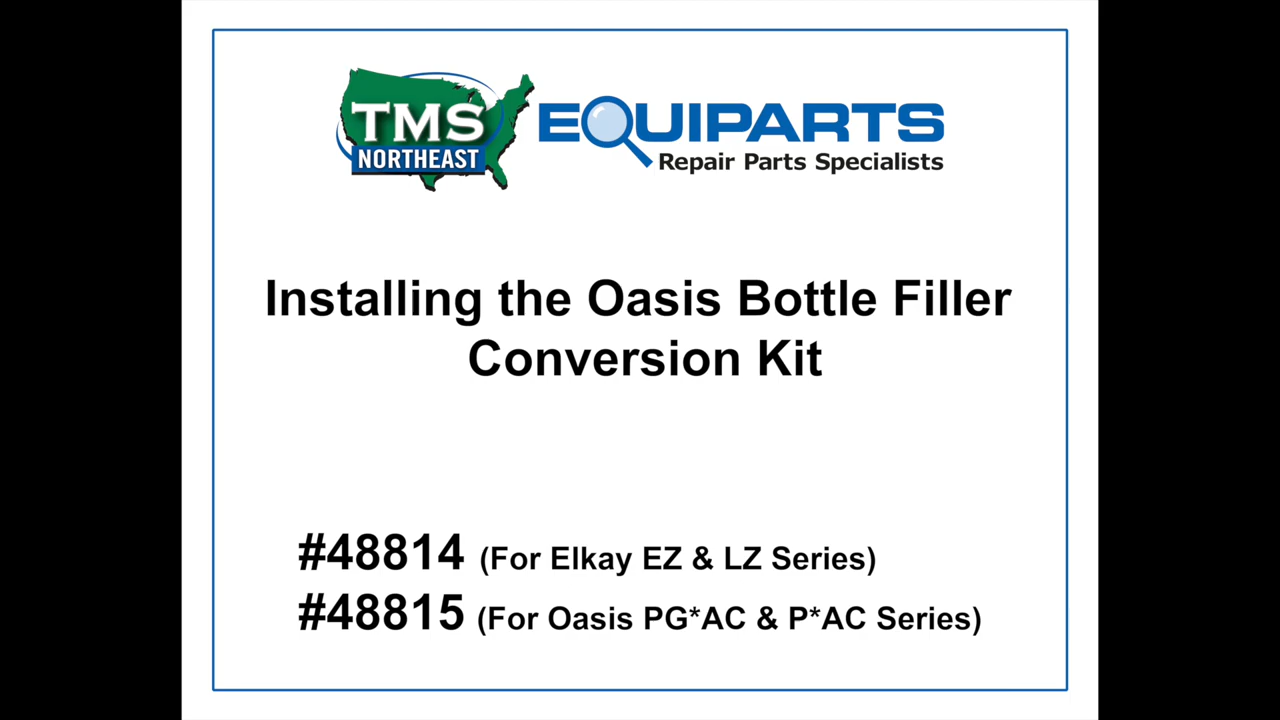 TMS
NORTHEAST
EQUIPARTS
Repair Parts Specialists
Installing the Oasis Bottle Filler
Conversion Kit
#48814 (For Elkay EZ & LZ Series)
#48815 (For Oasis PG*AC & P*AC Series)